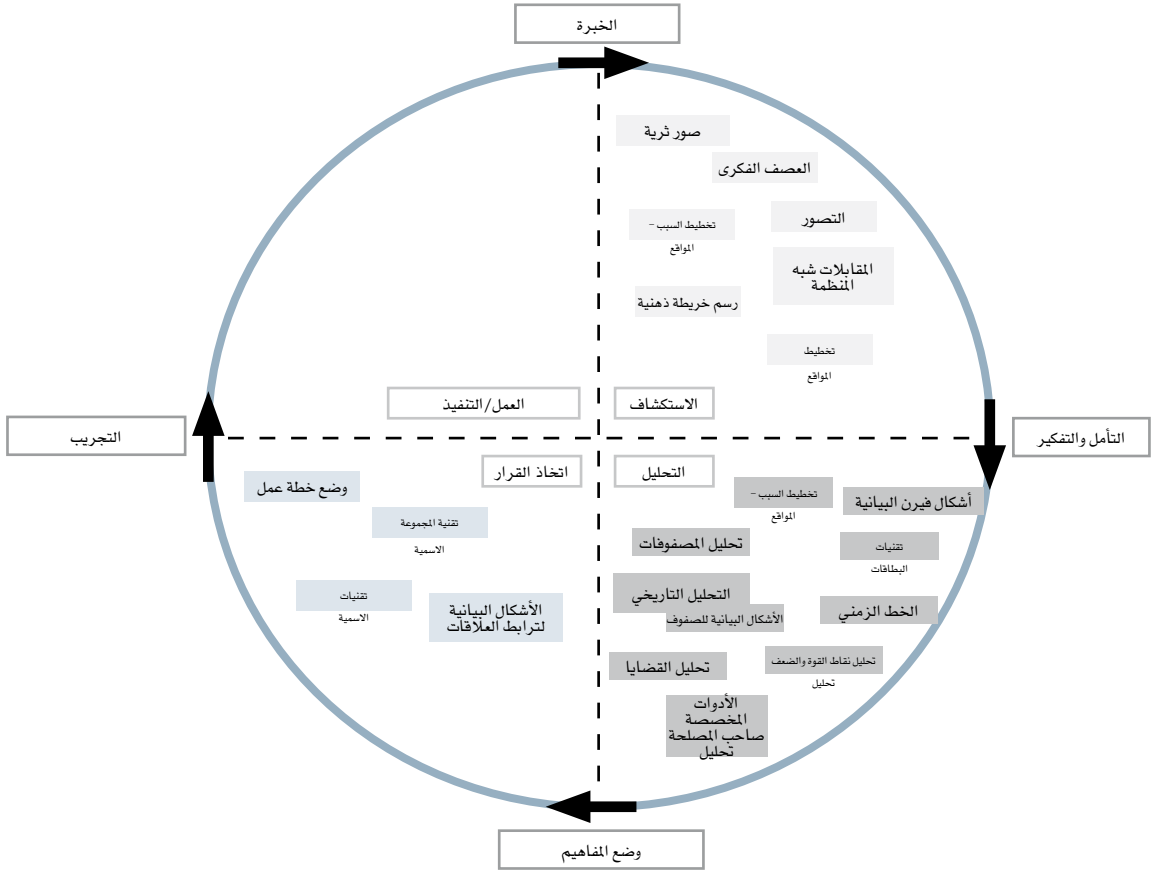 الخبرة
صور ثرية
العصف الفكرى
التصور
تخطيط السبب –
المواقع
المقابلات شبه
المنظمة
رسم خريطة ذهنية
تخطيط
المواقع
الاستكشاف
العمل/التنفيذ
التأمل والتفكير
التجريب
التحليل
اتخاذ القرار
تخطيط السبب –
المواقع
أشكال فيرن البيانية
تحليل المصفوفات
تقنيات
البطاقات
التحليل التاريخي
الأشكال البيانية للصفوف
الخط الزمني
تحليل القضايا
تحليل نقاط القوة والضعف
تحليل
الأدوات
المخصصة
صاحب المصلحة
تحليل
وضع خطة عمل
تقنية المجموعة
الاسمية
تقنيات
الاسمية
الأشكال البيانية
لترابط العلاقات
وضع المفاهيم